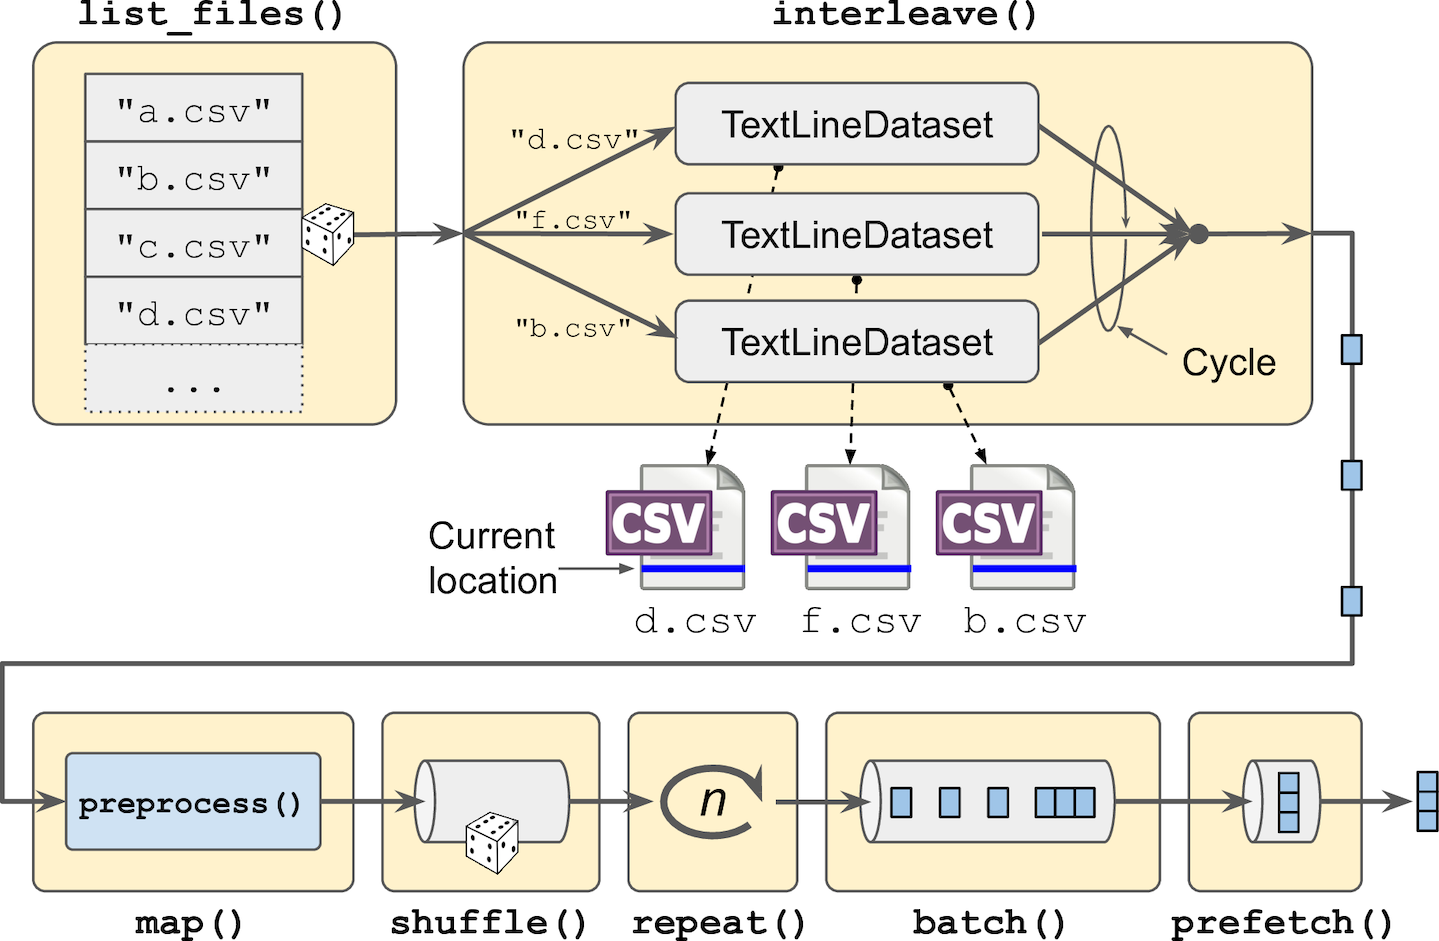 list_files()
interleave()
"a.csv"
"b.csv"
"c.csv"
"d.csv"
...
"d.csv"
"f.csv"
"b.csv"
TextLineDataset
TextLineDataset
TextLineDataset
Cycle
Current
location
CSV
CSV
CSV
d.csv
f.csv
b.csv
preprocess()
n
map()
shuffle()
repeat()
batch()
prefetch()